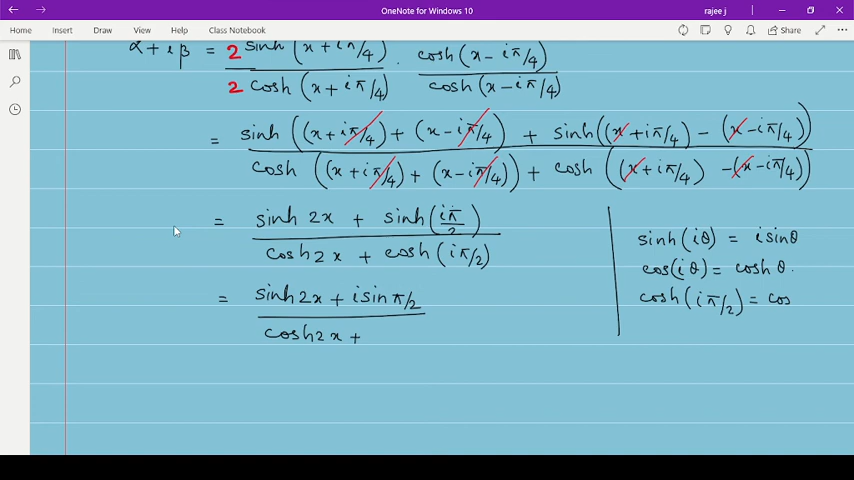 OneNote for Windows 10
rajee j
Home Insert Draw View Help Class Notebook Share
α + iβ = 2 sinh (x + iπ/4) . cosh (x - iπ/4)
2 cosh (x + iπ/4) cosh (x - iπ/4)
= sinh ((x + iπ/4) + (x - iπ/4)) + sinh ((x + iπ/4) - (x - iπ/4))
cosh ((x + iπ/4) + (x - iπ/4)) + cosh ((x + iπ/4) - (x - iπ/4))
= sinh 2x + sinh (iπ/2)
cosh 2x + cosh (iπ/2)
= sinh 2x + i sin π/2
cosh 2x +
sinh (iθ) = i sinθ
cos(iθ) = cosh θ.
cosh (iπ/2) = cos